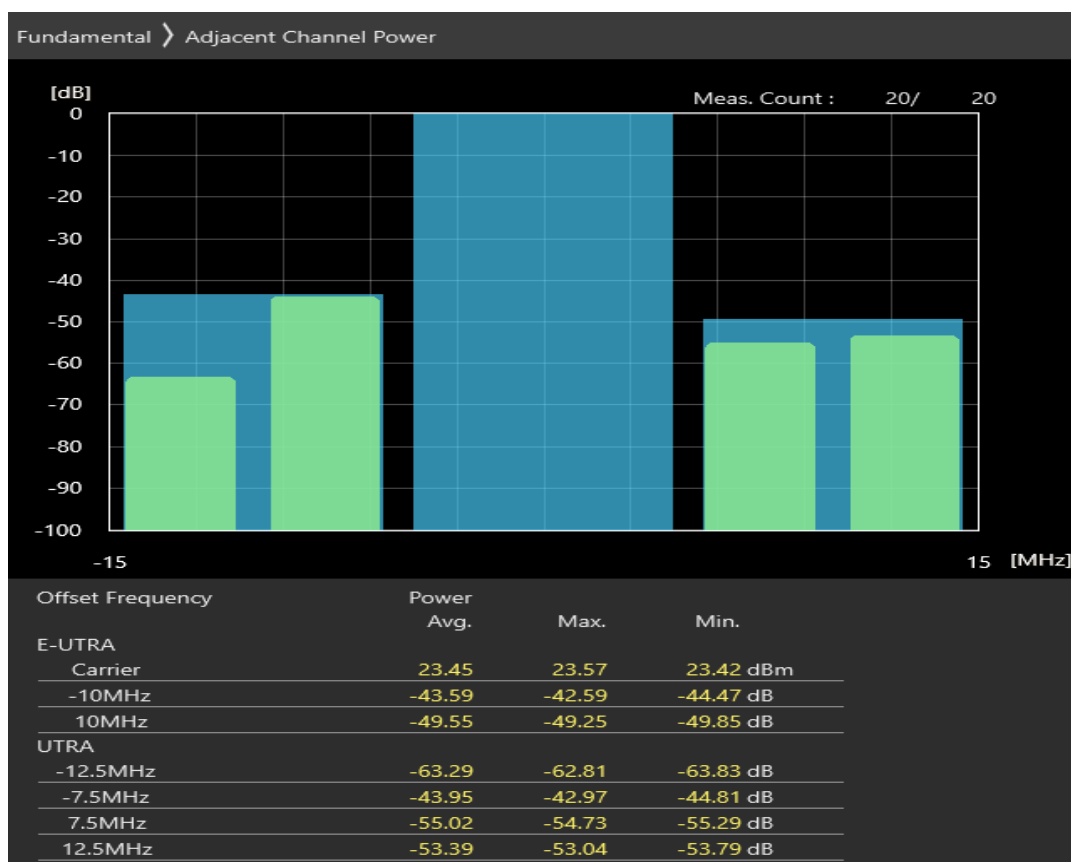 Fundamental ❯ Adjacent Channel Power
[dB]
Meas. Count : 20/ 20
0
-10
-20
-30
-40
-50
-60
-70
-80
-90
-100
-15 15 [MHz]
Offset Frequency Power
Avg. Max. Min.
E-UTRA
Carrier 23.45 23.57 23.42 dBm
-10MHz -43.59 -42.59 -44.47 dB
10MHz -49.55 -49.25 -49.85 dB
UTRA
-12.5MHz -63.29 -62.81 -63.83 dB
-7.5MHz -43.95 -42.97 -44.81 dB
7.5MHz -55.02 -54.73 -55.29 dB
12.5MHz -53.39 -53.04 -53.79 dB